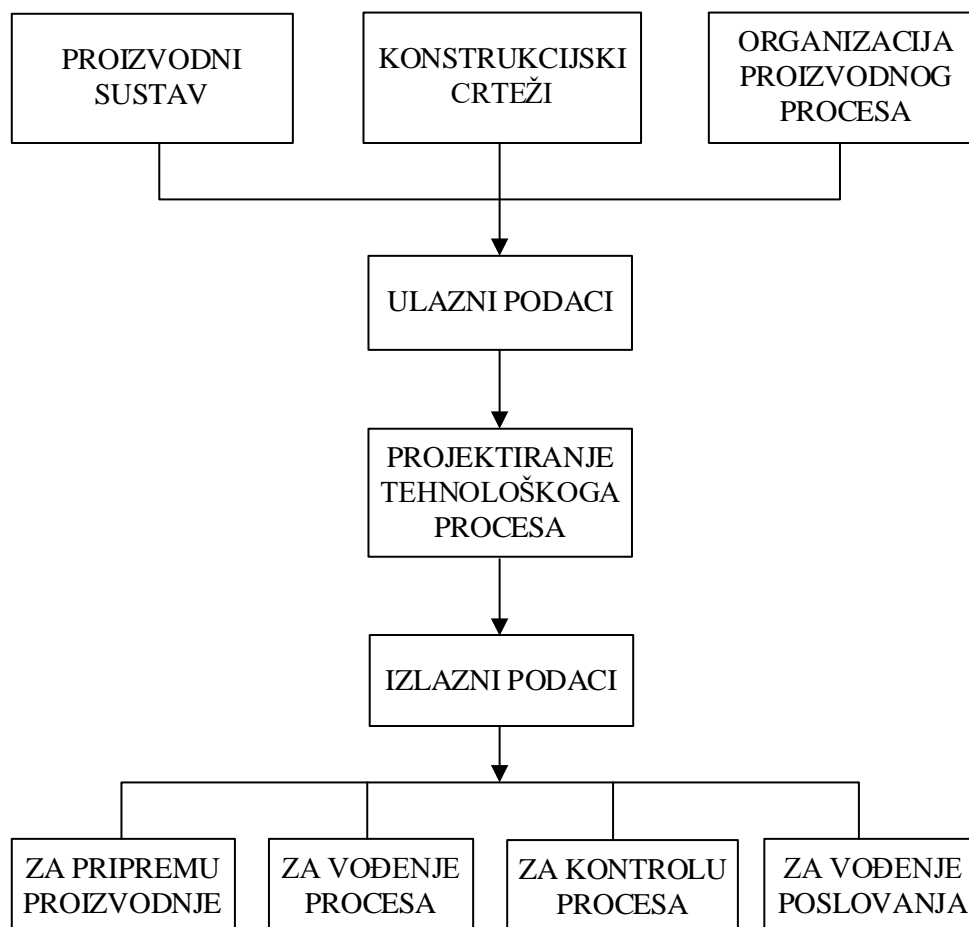 PROIZVODNI
SUSTAV
KONSTRUKCIJSKI
CRTEŽI
ORGANIZACIJA
PROIZVODNOG
PROCESA
ULAZNI PODACI
PROJEKTIRANJE
TEHNOLOŠKOGA
PROCESA
IZLAZNI PODACI
ZA PRIPREMU
PROIZVODNJE
ZA VOĐENJE
PROCESA
ZA KONTROLU
PROCESA
ZA VOĐENJE
POSLOVANJA